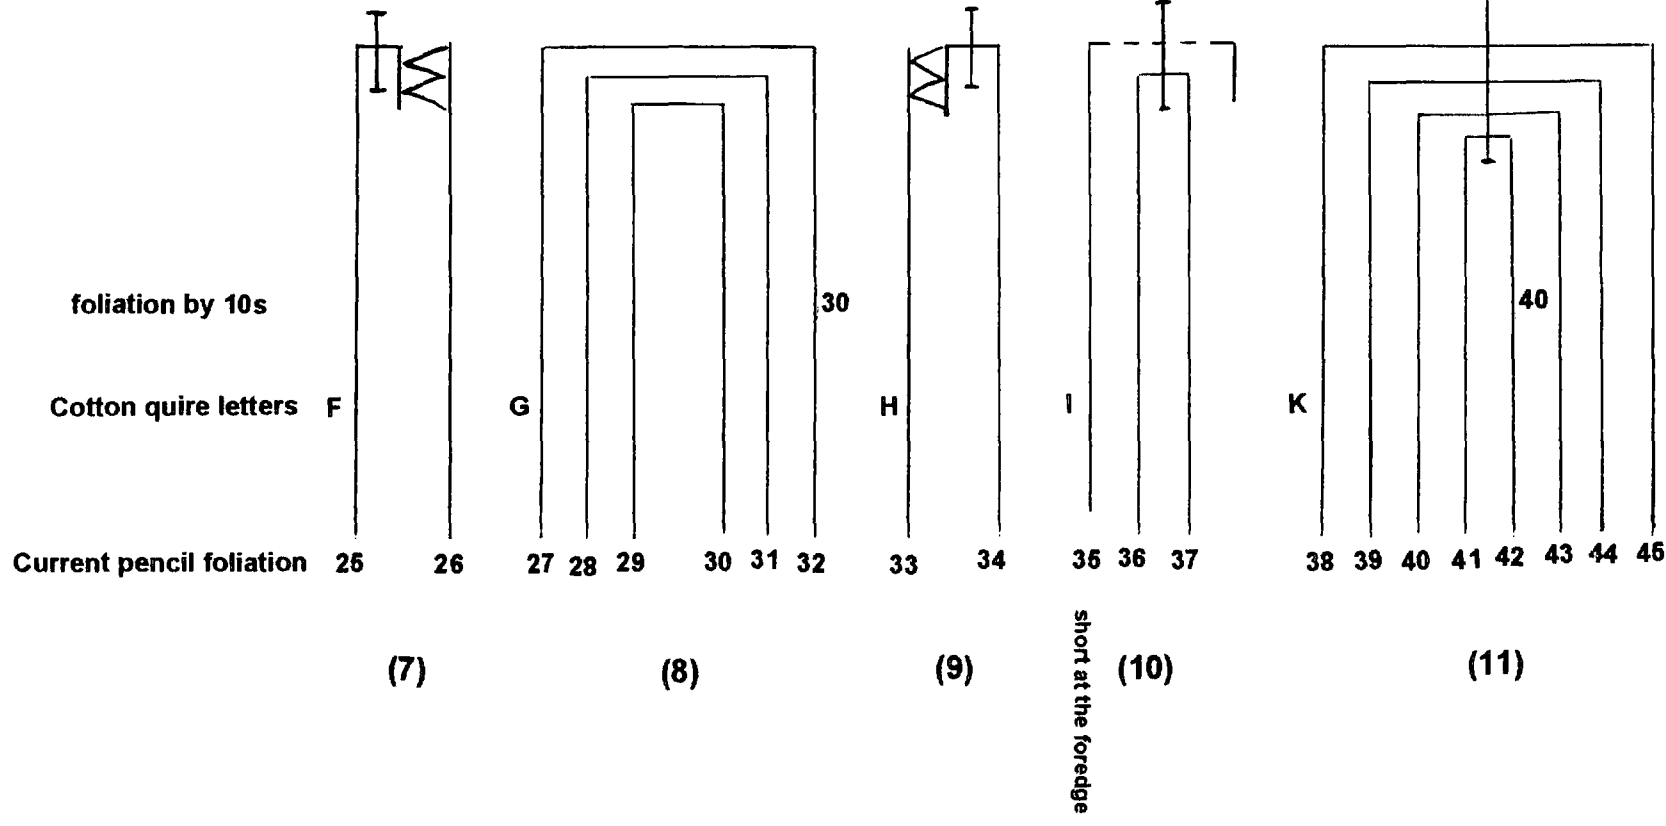 foliation by 10s 30 40
Cotton quire letters F G H I K
Current pencil foliation 25 26 27 28 29 30 31 32 33 34 35 36 37 38 39 40 41 42 43 44 45
short at the foredge
(7) (8) (9) (10) (11)